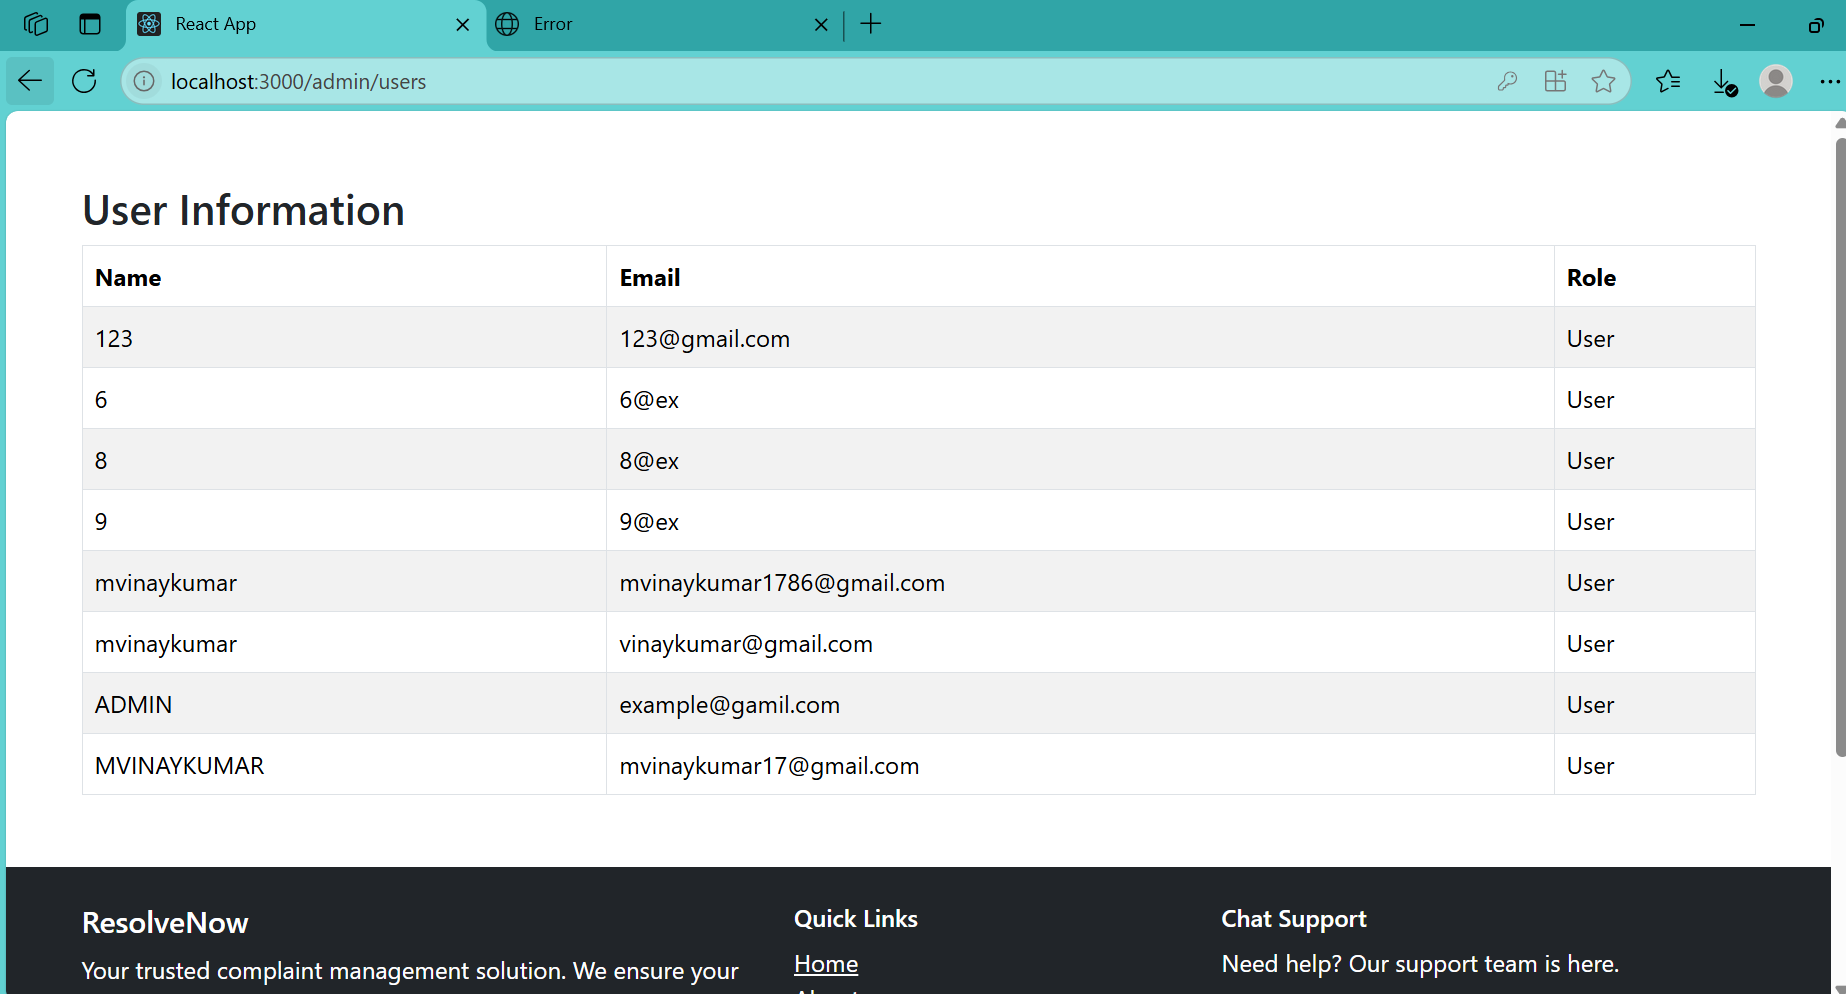 React App
Error
localhost:3000/admin/users
User Information
Name Email Role
123 123@gmail.com User
6 6@ex User
8 8@ex User
9 9@ex User
mvinaykumar mvinaykumar1786@gmail.com User
mvinaykumar vinaykumar@gmail.com User
ADMIN example@gamil.com User
MVINAYKUMAR mvinaykumar17@gmail.com User
ResolveNow
Your trusted complaint management solution. We ensure your
Quick Links
Home
Chat Support
Need help? Our support team is here.